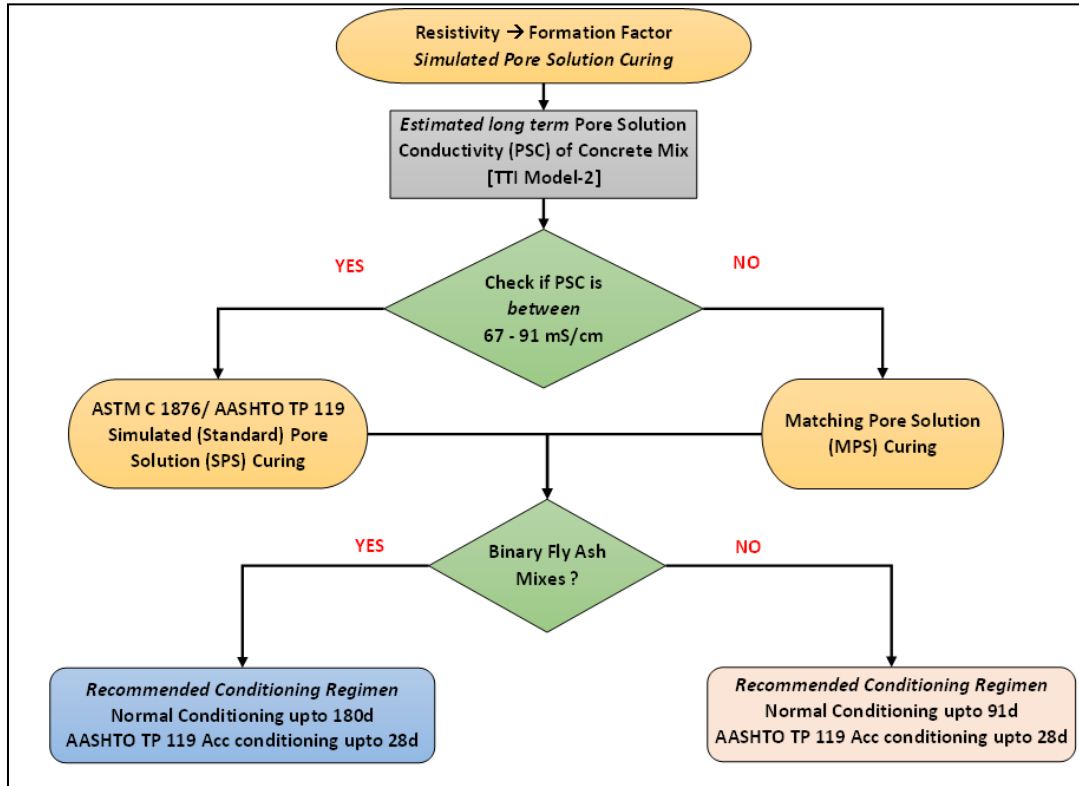 Resistivity → Formation Factor
Simulated Pore Solution Curing
Estimated long term Pore Solution
Conductivity (PSC) of Concrete Mix
[TTI Model-2]
YES
NO
Check if PSC is
between
67 - 91 mS/cm
ASTM C 1876/ AASHTO TP 119
Simulated (Standard) Pore
Solution (SPS) Curing
Matching Pore Solution
(MPS) Curing
YES
NO
Binary Fly Ash
Mixes ?
Recommended Conditioning Regimen
Normal Conditioning upto 180d
AASHTO TP 119 Acc conditioning upto 28d
Recommended Conditioning Regimen
Normal Conditioning upto 91d
AASHTO TP 119 Acc conditioning upto 28d